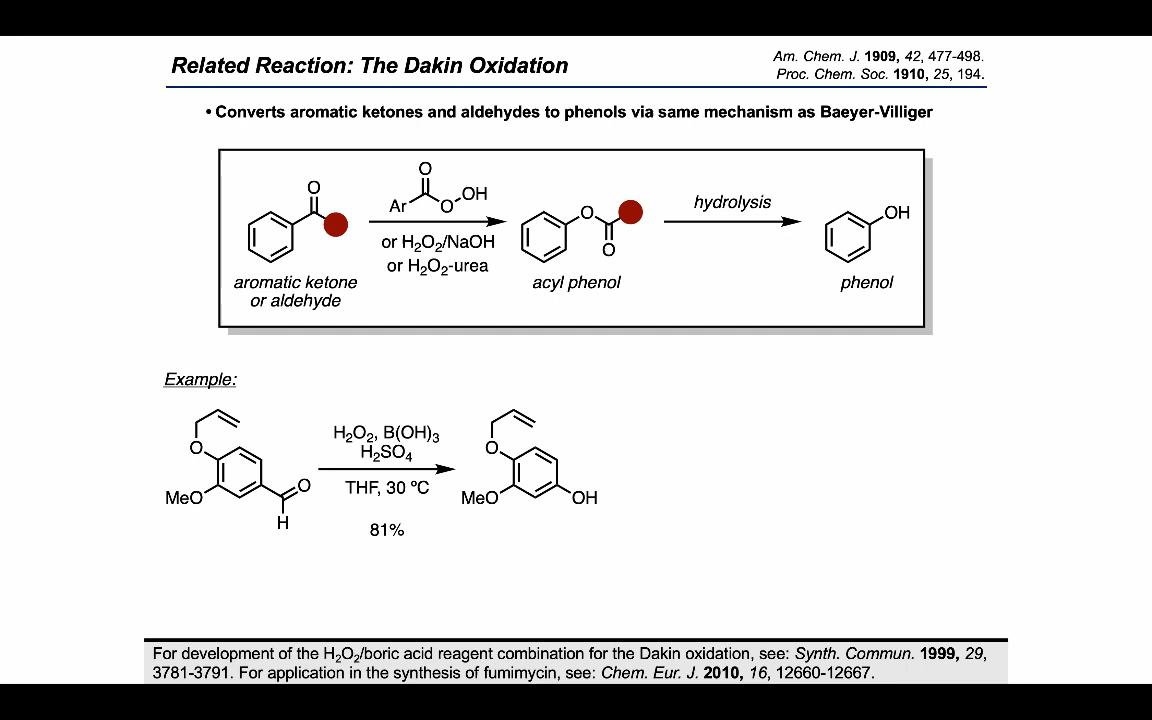 Related Reaction: The Dakin Oxidation
Am. Chem. J. 1909, 42, 477-498.
Proc. Chem. Soc. 1910, 25, 194.
• Converts aromatic ketones and aldehydes to phenols via same mechanism as Baeyer-Villiger
O
O
Ar
O
OH
or H₂O₂/NaOH
or H₂O₂-urea
aromatic ketone
or aldehyde
O
O
acyl phenol
hydrolysis
OH
phenol
Example:
O
MeO
O
H
H₂O₂, B(OH)₃
H₂SO₄
THF, 30 ºC
81%
O
MeO
OH
For development of the H₂O₂/boric acid reagent combination for the Dakin oxidation, see: Synth. Commun. 1999, 29,
3781-3791. For application in the synthesis of fumimycin, see: Chem. Eur. J. 2010, 16, 12660-12667.